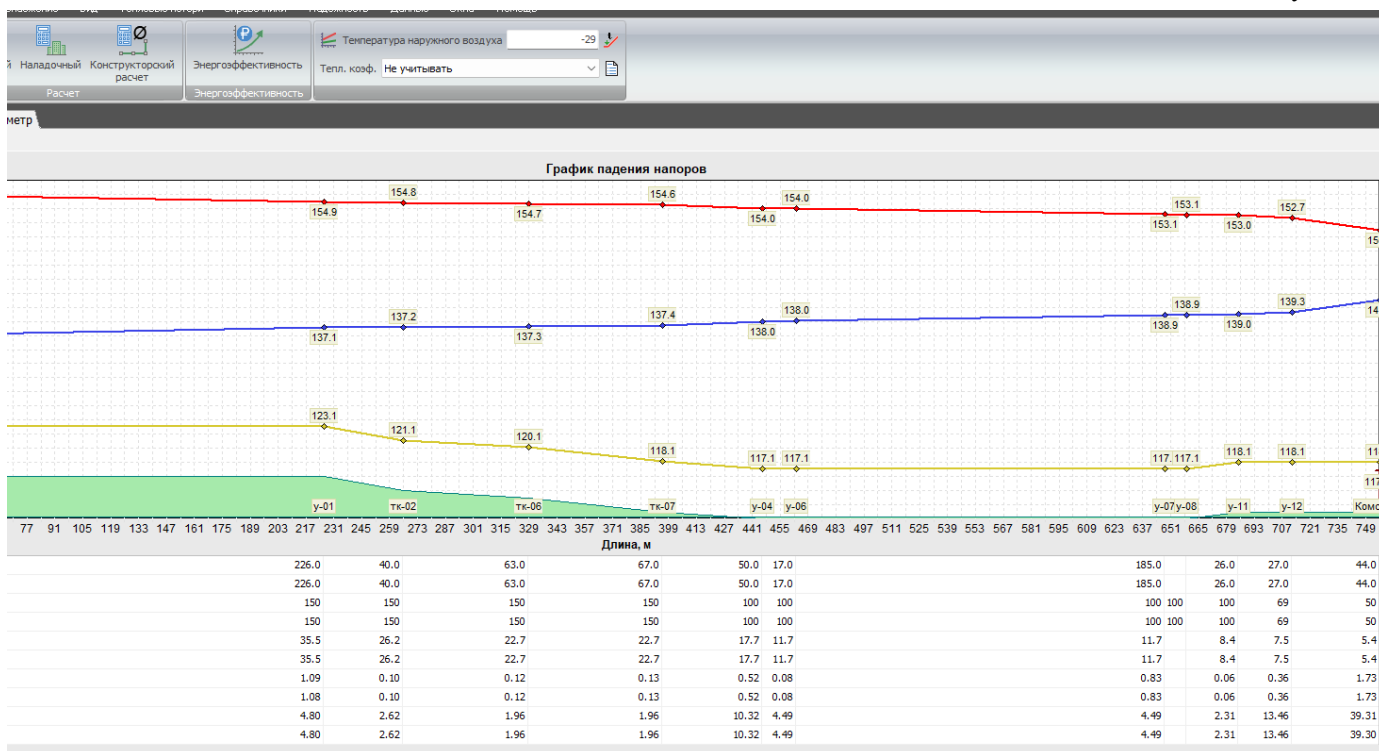 Температура наружного воздуха -29
й Наладочный Конструкторский расчет Энергоэффективность
Тепл. коэф. Не учитывать
Расчет Энергоэффективность
метр
График падения напоров
154.9 154.8 154.7 154.6 154.0 154.0 153.1 153.1 153.0 152.7 15
137.1 137.2 137.3 137.4 138.0 138.0 138.9 138.9 139.0 139.3 14
123.1 121.1 120.1 118.1 117.1 117.1 117. 117.1 118.1 118.1 11
117
у-01 тк-02 тк-06 тк-07 у-04 у-06 у-07 у-08 у-11 у-12 Комс
77 91 105 119 133 147 161 175 189 203 217 231 245 259 273 287 301 315 329 343 357 371 385 399 413 427 441 455 469 483 497 511 525 539 553 567 581 595 609 623 637 651 665 679 693 707 721 735 749
Длина, м
226.0 40.0 63.0 67.0 50.0 17.0 185.0 26.0 27.0 44.0
226.0 40.0 63.0 67.0 50.0 17.0 185.0 26.0 27.0 44.0
150 150 150 150 100 100 100 100 100 69 50
150 150 150 150 100 100 100 100 100 69 50
35.5 26.2 22.7 22.7 17.7 11.7 11.7 8.4 7.5 5.4
35.5 26.2 22.7 22.7 17.7 11.7 11.7 8.4 7.5 5.4
1.09 0.10 0.12 0.13 0.52 0.08 0.83 0.06 0.36 1.73
1.08 0.10 0.12 0.13 0.52 0.08 0.83 0.06 0.36 1.73
4.80 2.62 1.96 1.96 10.32 4.49 4.49 2.31 13.46 39.31
4.80 2.62 1.96 1.96 10.32 4.49 4.49 2.31 13.46 39.30